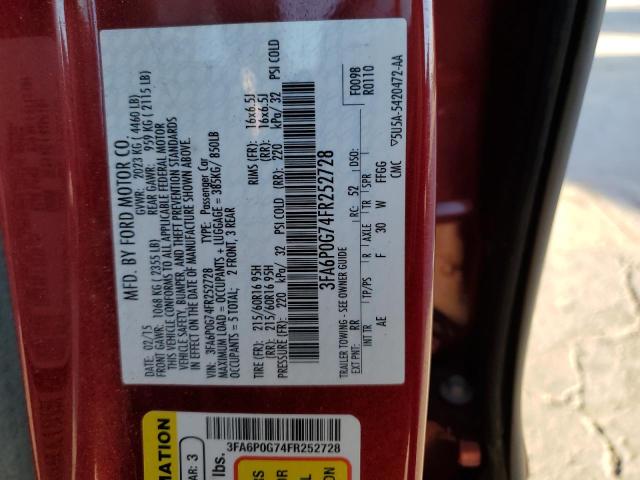 MFD. BY FORD MOTOR CO.
02/15 GVWR: 2023 KG ( 4460 LB)
FRONT GAWR: 1068 KG ( 2355 LB) REAR GAWR: 959 KG ( 2115 LB)
THIS VEHICLE CONFORMS TO ALL APPLICABLE FEDERAL MOTOR
VEHICLE SAFETY, BUMPER, AND THEFT PREVENTION STANDARDS
IN EFFECT ON THE DATE OF MANUFACTURE SHOWN ABOVE.
VIN: 3FA6P0G74FR252728 TYPE: Passenger Car
MAXIMUM LOAD = OCCUPANTS + LUGGAGE = 385KG/ 850LB
OCCUPANTS = 5 TOTAL: 2 FRONT, 3 REAR
TIRE (FR): 215/60R16 95H RIMS (FR): 16x6.5J
(RR): 215/60R16 95H (RR): 16x6.5J
PRESSURE (FR): 220 kPa/ 32 PSI COLD (RR): 220 kPa/ 32 PSI COLD
3FA6P0G74FR252728
TRAILER TOWING - SEE OWNER GUIDE F0098
R0110
EXT PNT: RR RC: 52 DSO:
INT TR TP/PS R AXLE TR SPR
AE F 30 W FFGG
CMC
▽5U5A-5420472-AA
MATION
AR: 3
lbs.
3FA6P0G74FR252728